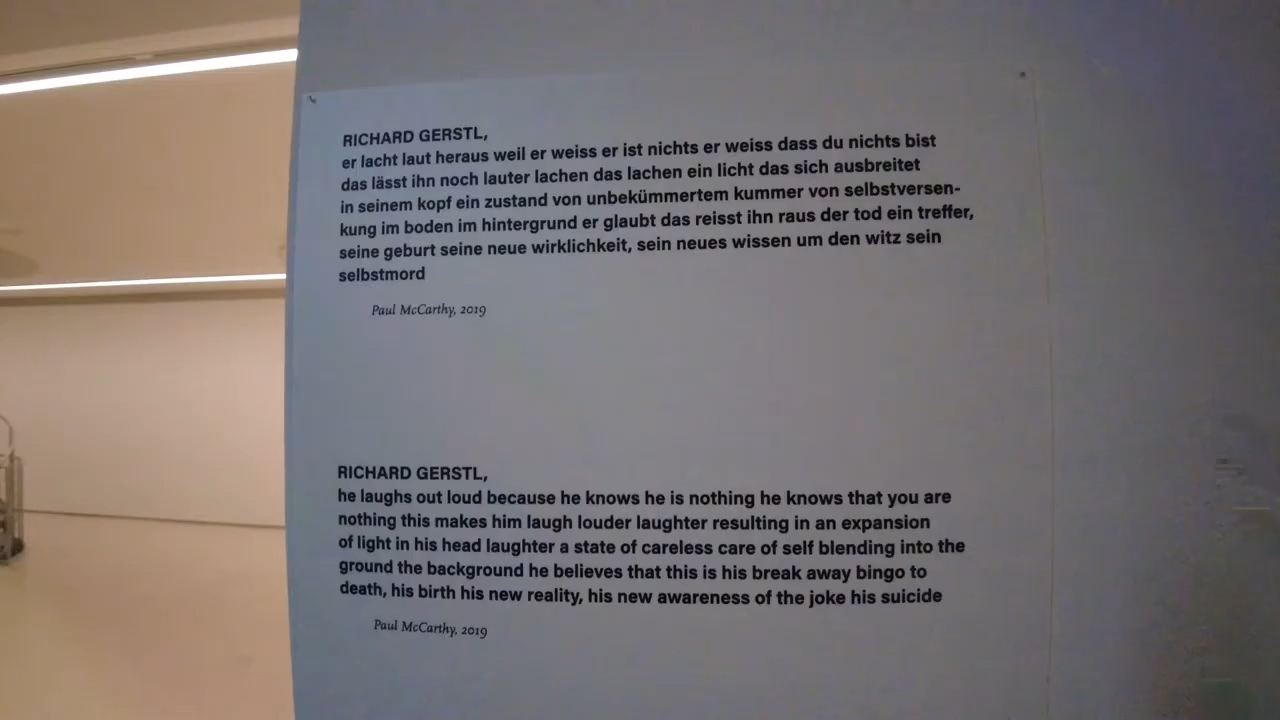 RICHARD GERSTL,
er lacht laut heraus weil er weiss er ist nichts er weiss dass du nichts bist
das lässt ihn noch lauter lachen das lachen ein licht das sich ausbreitet
in seinem kopf ein zustand von unbekümmertem kummer von selbstversen-
kung im boden im hintergrund er glaubt das reisst ihn raus der tod ein treffer,
seine geburt seine neue wirklichkeit, sein neues wissen um den witz sein
selbstmord
Paul McCarthy, 2019
RICHARD GERSTL,
he laughs out loud because he knows he is nothing he knows that you are
nothing this makes him laugh louder laughter resulting in an expansion
of light in his head laughter a state of careless care of self blending into the
ground the background he believes that this is his break away bingo to
death, his birth his new reality, his new awareness of the joke his suicide
Paul McCarthy, 2019